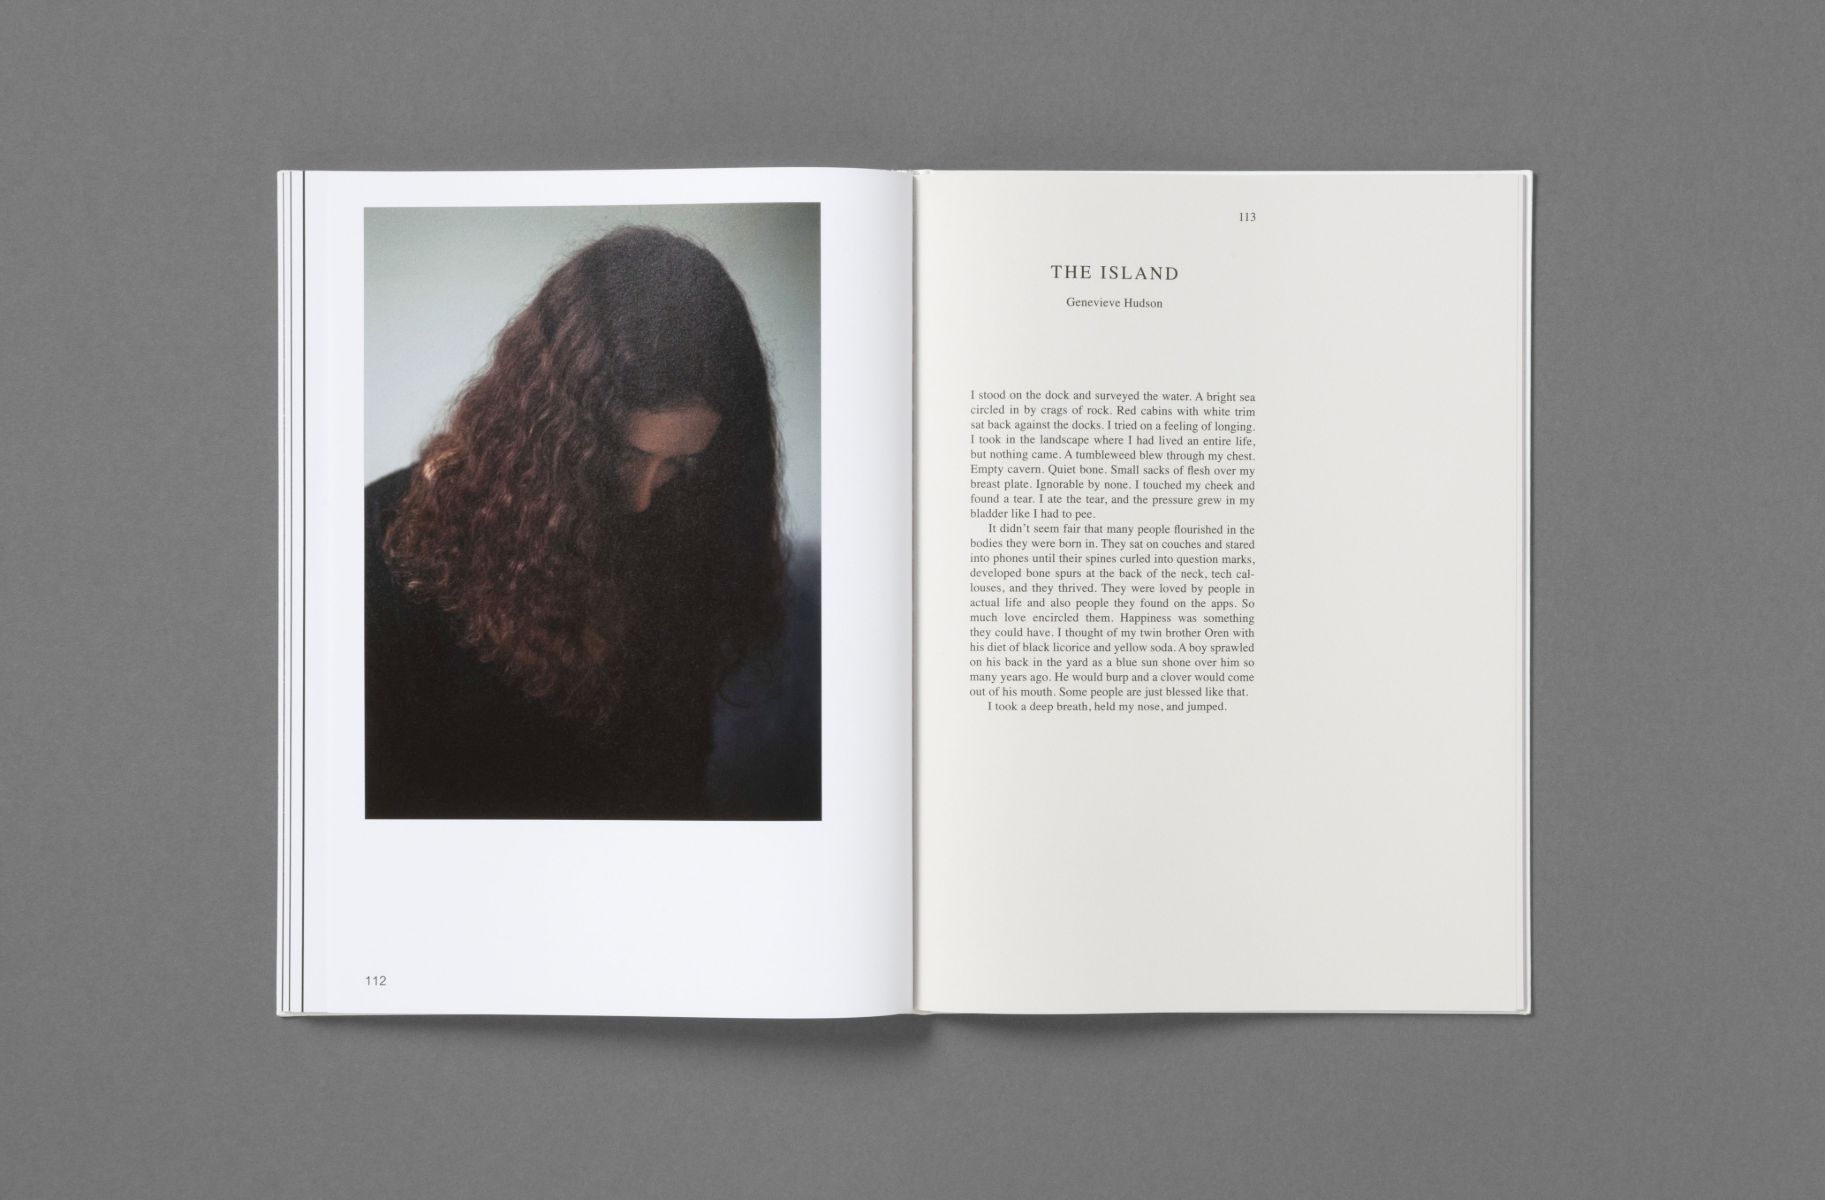 112
113
THE ISLAND
Genevieve Hudson
I stood on the dock and surveyed the water. A bright sea
circled in by crags of rock. Red cabins with white trim
sat back against the docks. I tried on a feeling of longing.
I took in the landscape where I had lived an entire life,
but nothing came. A tumbleweed blew through my chest.
Empty cavern. Quiet bone. Small sacks of flesh over my
breast plate. Ignorable by none. I touched my cheek and
found a tear. I ate the tear, and the pressure grew in my
bladder like I had to pee.
It didn’t seem fair that many people flourished in the
bodies they were born in. They sat on couches and stared
into phones until their spines curled into question marks,
developed bone spurs at the back of the neck, tech cal-
louses, and they thrived. They were loved by people in
actual life and also people they found on the apps. So
much love encircled them. Happiness was something
they could have. I thought of my twin brother Oren with
his diet of black licorice and yellow soda. A boy sprawled
on his back in the yard as a blue sun shone over him so
many years ago. He would burp and a clover would come
out of his mouth. Some people are just blessed like that.
I took a deep breath, held my nose, and jumped.